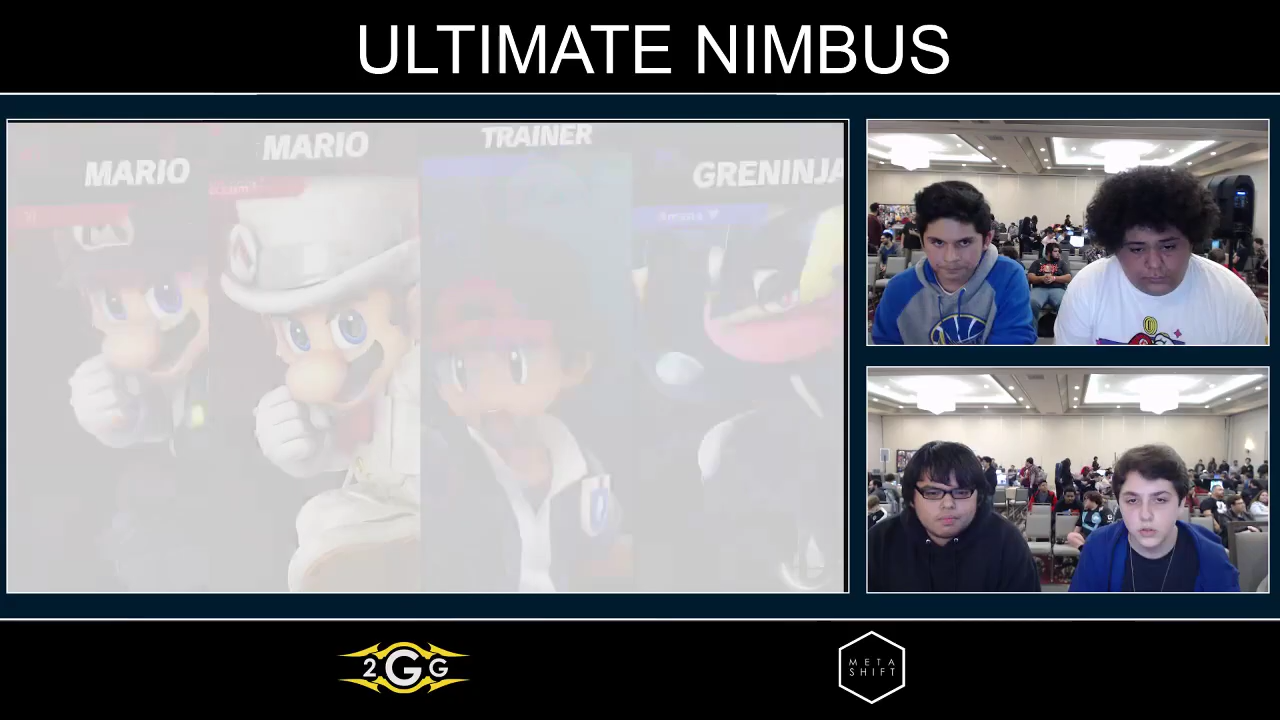 ULTIMATE NIMBUS
MARIO
MARIO
TRAINER
GRENINJA
2GG
META
SHIFT